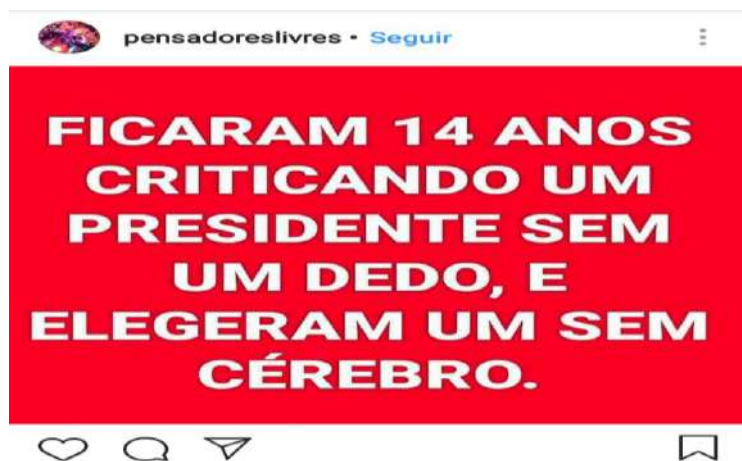 pensadoreslivres • Seguir
FICARAM 14 ANOS
CRITICANDO UM
PRESIDENTE SEM
UM DEDO, E
ELEGERAM UM SEM
CÉREBRO.